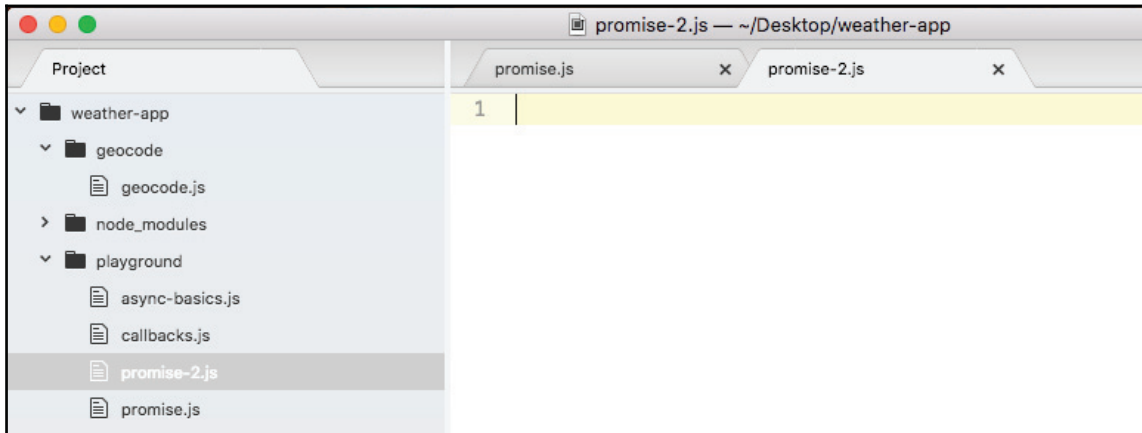 promise-2.js — ~/Desktop/weather-app
Project
promise.js
promise-2.js
weather-app
geocode
geocode.js
node_modules
playground
async-basics.js
callbacks.js
promise-2.js
promise.js
1